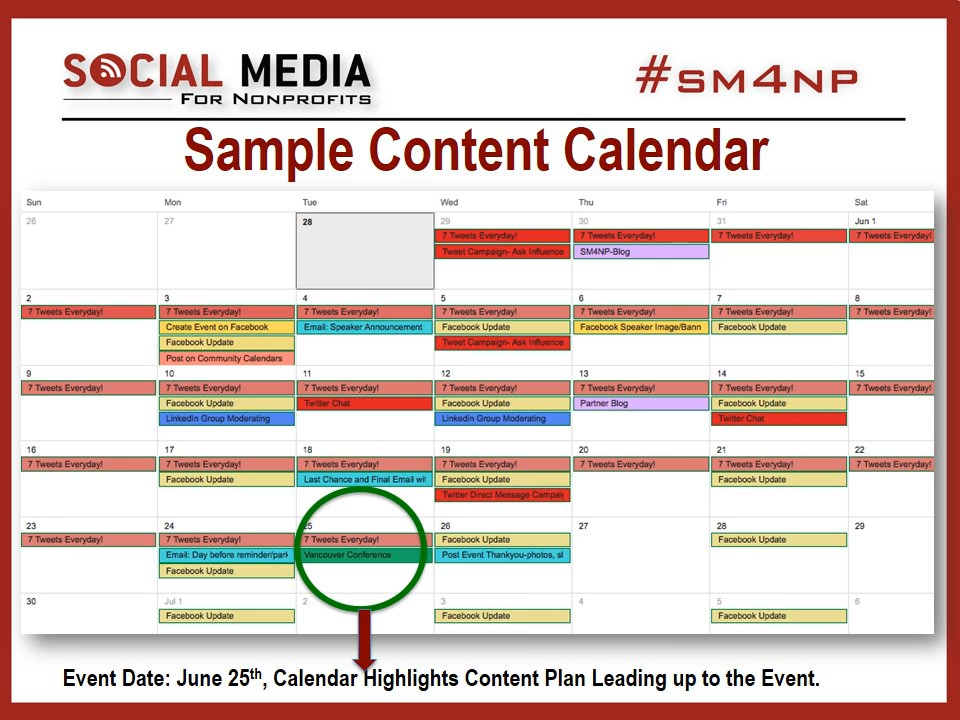 SOCIAL MEDIA
FOR NONPROFITS
#SM4NP
Sample Content Calendar
Sun Mon Tue Wed Thu Fri Sat
26 27 28 29 30 31 Jun 1
7 Tweets Everyday! 7 Tweets Everyday! 7 Tweets Everyday! 7 Tweets Everyday!
Tweet Campaign- Ask Influence SM4NP-Blog
2 3 4 5 6 7 8
7 Tweets Everyday! 7 Tweets Everyday! 7 Tweets Everyday! 7 Tweets Everyday! 7 Tweets Everyday! 7 Tweets Everyday! 7 Tweets Everyday!
Create Event on Facebook Email: Speaker Announcement Facebook Update Facebook Speaker Image/Bann Facebook Update
Facebook Update Tweet Campaign- Ask Influence
Post on Community Calendars
9 10 11 12 13 14 15
7 Tweets Everyday! 7 Tweets Everyday! 7 Tweets Everyday! 7 Tweets Everyday! 7 Tweets Everyday! 7 Tweets Everyday! 7 Tweets Everyday!
Facebook Update Twitter Chat Facebook Update Partner Blog Facebook Update
LinkedIn Group Moderating LinkedIn Group Moderating Twitter Chat
16 17 18 19 20 21 22
7 Tweets Everyday! 7 Tweets Everyday! 7 Tweets Everyday! 7 Tweets Everyday! 7 Tweets Everyday! 7 Tweets Everyday! 7 Tweets Everyday!
Facebook Update Last Chance and Final Email wit Facebook Update Facebook Update
Twitter Direct Message Campaig
23 24 25 26 27 28 29
7 Tweets Everyday! 7 Tweets Everyday! 7 Tweets Everyday! Facebook Update Facebook Update
Email: Day before reminder/park Vancouver Conference Post Event Thankyou-photos, sl
Facebook Update
30 Jul 1 2 3 4 5 6
Facebook Update Facebook Update Facebook Update
Event Date: June 25th, Calendar Highlights Content Plan Leading up to the Event.